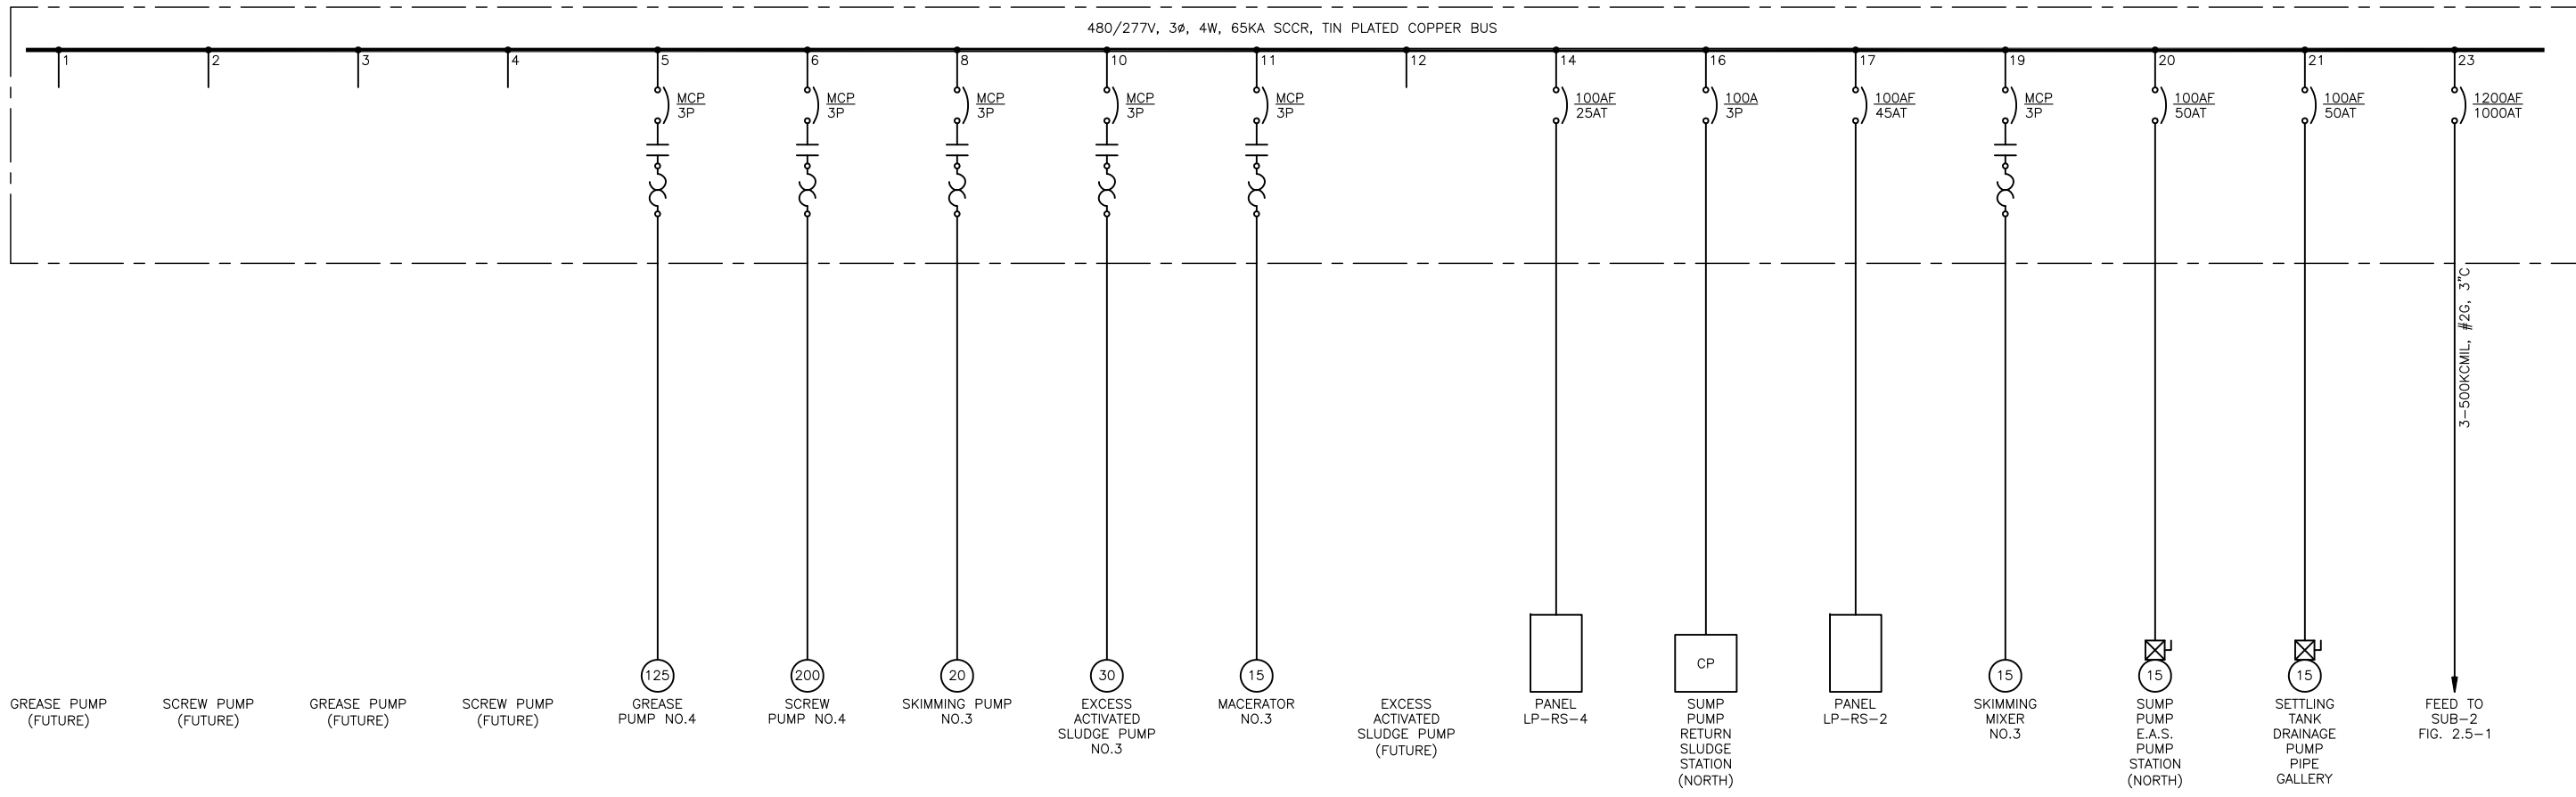 480/277V, 3ø, 4W, 65KA SCCR, TIN PLATED COPPER BUS
1
2
3
4
5
6
8
10
11
12
14
16
17
19
20
21
23
MCP
3P
MCP
3P
MCP
3P
MCP
3P
MCP
3P
100AF
25AT
100A
3P
100AF
45AT
MCP
3P
100AF
50AT
100AF
50AT
1200AF
1000AT
3-500KCMIL, #2G, 3"C
CP
125
200
20
30
15
15
15
15
GREASE PUMP
(FUTURE)
SCREW PUMP
(FUTURE)
GREASE PUMP
(FUTURE)
SCREW PUMP
(FUTURE)
GREASE
PUMP NO.4
SCREW
PUMP NO.4
SKIMMING PUMP
NO.3
EXCESS
ACTIVATED
SLUDGE PUMP
NO.3
MACERATOR
NO.3
EXCESS
ACTIVATED
SLUDGE PUMP
(FUTURE)
PANEL
LP-RS-4
SUMP
PUMP
RETURN
SLUDGE
STATION
(NORTH)
PANEL
LP-RS-2
SKIMMING
MIXER
NO.3
SUMP
PUMP
E.A.S.
PUMP
STATION
(NORTH)
SETTLING
TANK
DRAINAGE
PUMP
PIPE
GALLERY
FEED TO
SUB-2
FIG. 2.5-1